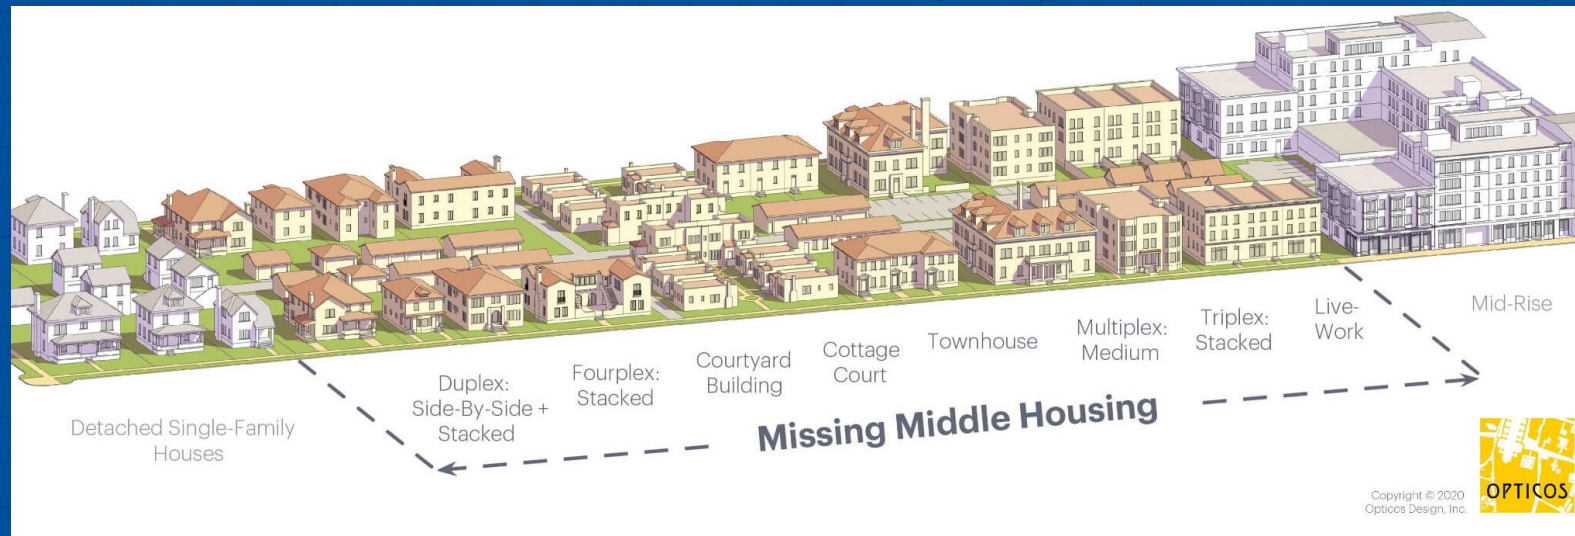 Detached Single-Family
Houses
Duplex:
Side-By-Side +
Stacked
Fourplex:
Stacked
Courtyard
Building
Cottage
Court
Townhouse
Multiplex:
Medium
Triplex:
Stacked
Live-
Work
Mid-Rise
Missing Middle Housing
Copyright © 2020
Opticos Design, Inc.
OPTICOS